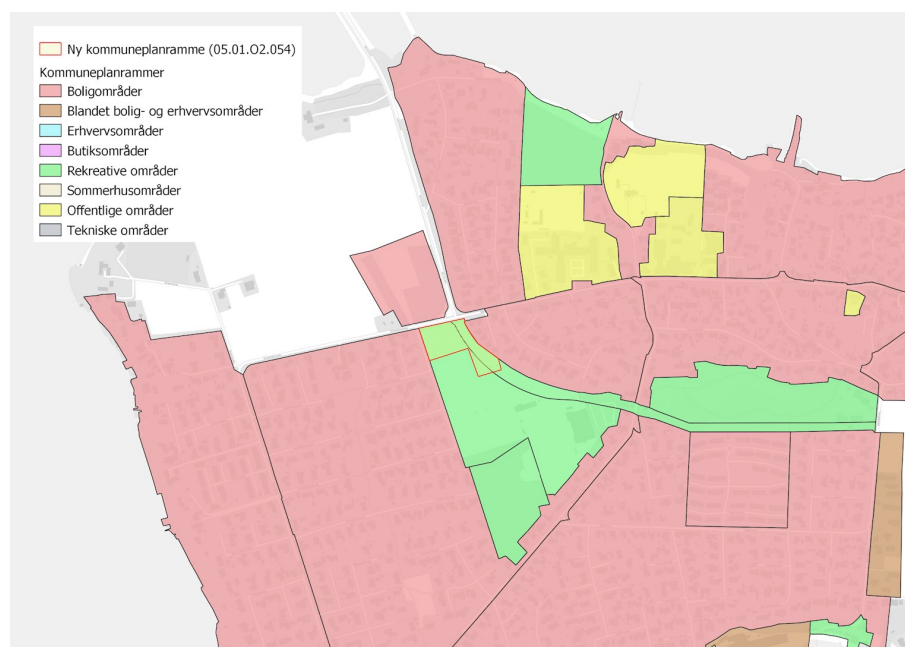 Ny kommuneplanramme (05.01.O2.054)
Kommuneplanrammer
Boligområder
Blandet bolig- og erhvervsområder
Erhvervsområder
Butiksområder
Rekreative områder
Sommerhusområder
Offentlige områder
Tekniske områder